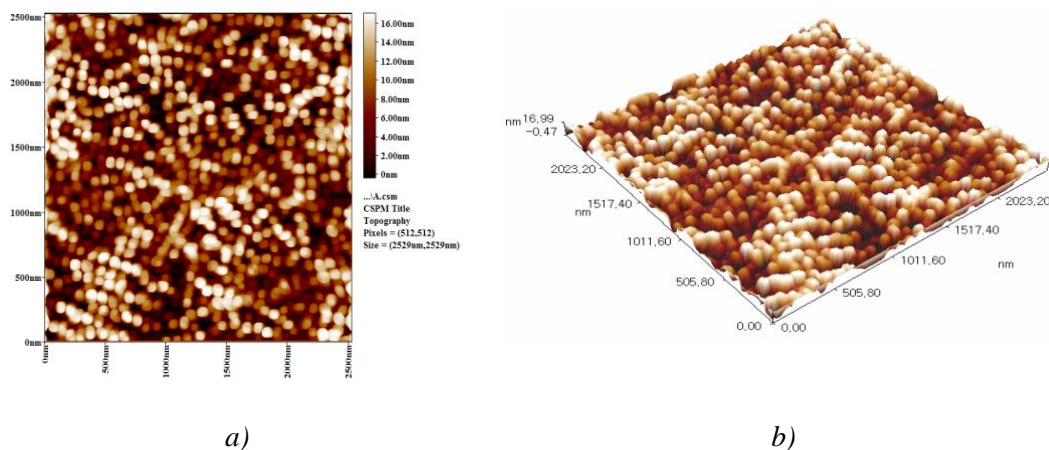 2500nm
2000nm
1500nm
1000nm
500nm
0nm
0nm
500nm
1000nm
1500nm
2000nm
2500nm
16.00nm
14.00nm
12.00nm
10.00nm
8.00nm
6.00nm
4.00nm
2.00nm
0nm
...\A.csm
CSPM Title
Topography
Pixels = (512,512)
Size = (2529nm,2529nm)
nm 16,99
-0,47
2023,20
1517,40
nm
1011,60
505,80
0,00
0,00
505,80
1011,60
1517,40
2023,20
nm
a)
b)